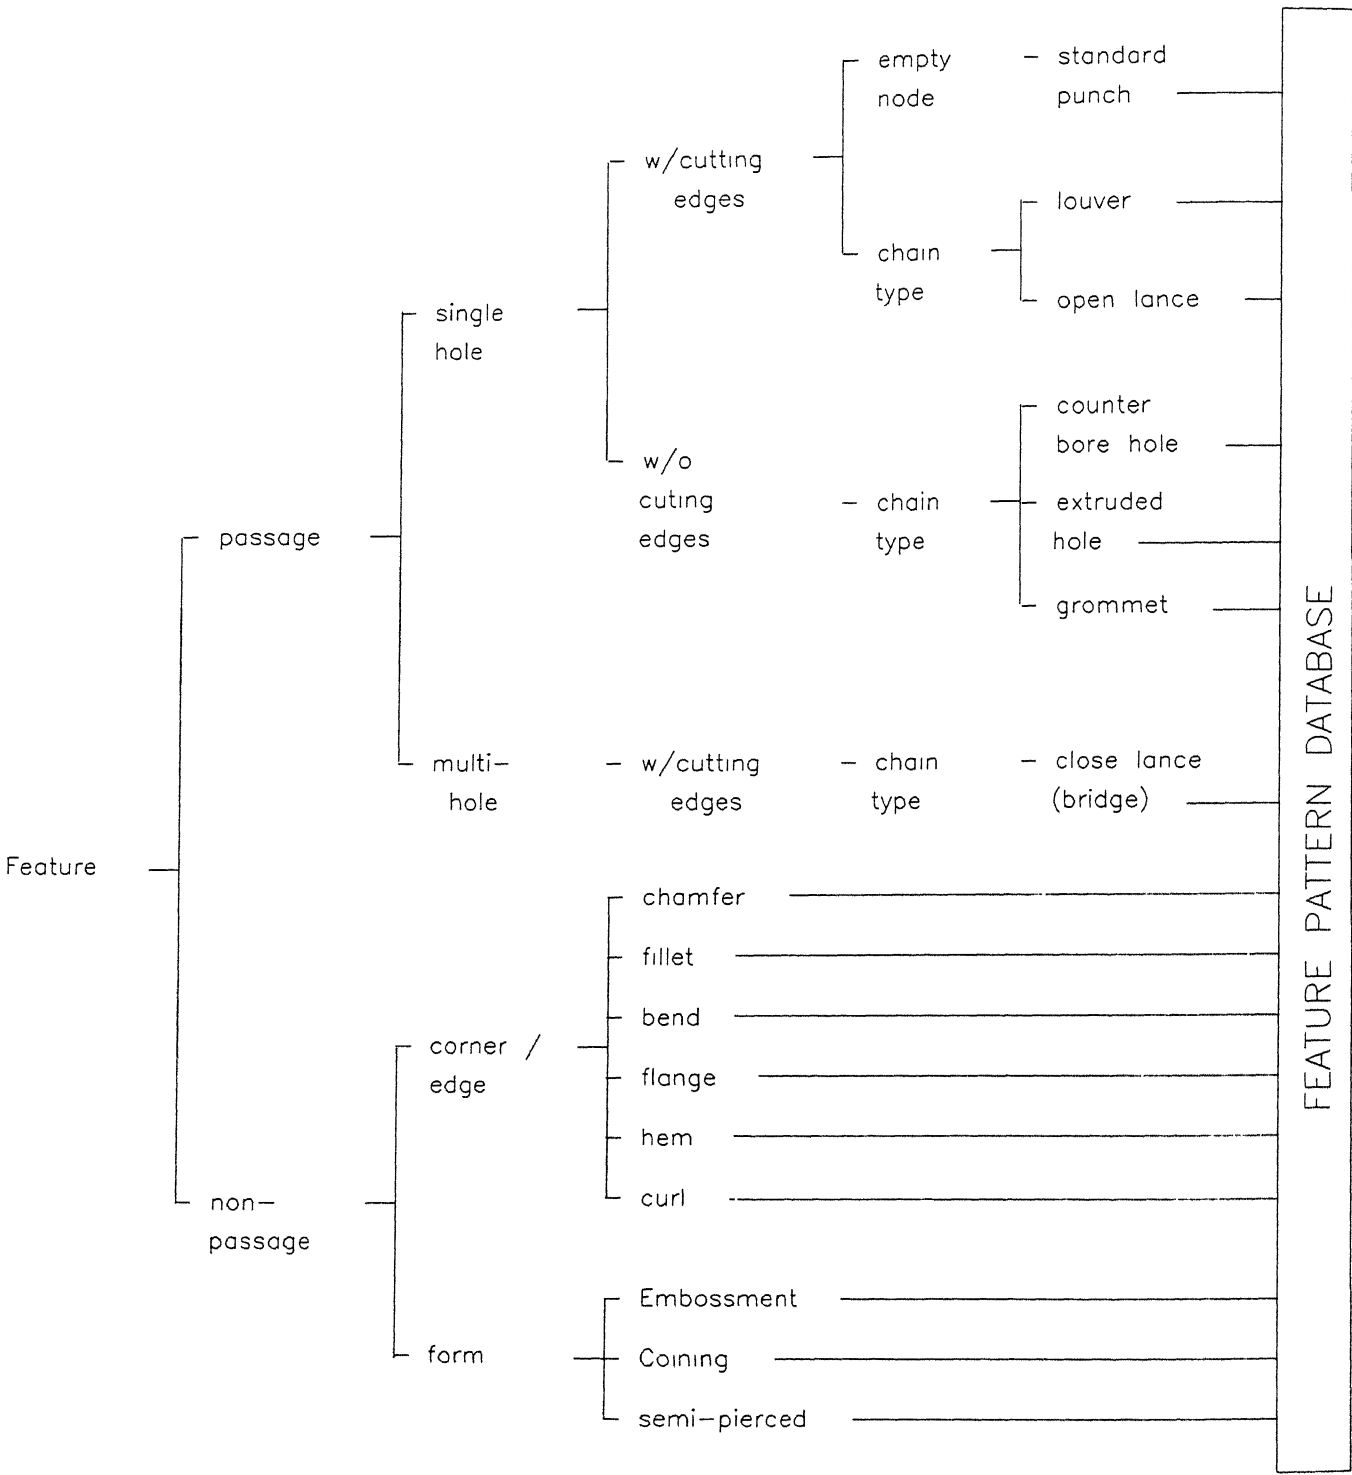 empty
node
– standard
punch
w/cutting
edges
louver
chain
type
open lance
single
hole
counter
bore hole
w/o
cuting
edges
– chain
type
extruded
hole
passage
grommet
multi–
hole
– w/cutting
edges
– chain
type
– close lance
(bridge)
Feature
chamfer
fillet
bend
corner /
edge
flange
hem
curl
non–
passage
Embossment
form
Coining
semi–pierced
FEATURE PATTERN DATABASE